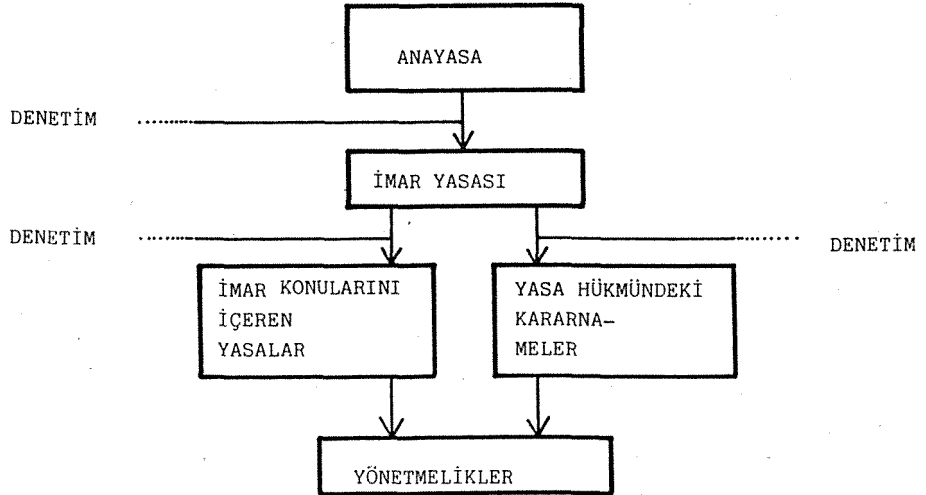 ANAYASA
DENETİM
İMAR YASASI
DENETİM
DENETİM
İMAR KONULARINI
İÇEREN
YASALAR
YASA HÜKMÜNDEKİ
KARARNA-
MELER
YÖNETMELİKLER